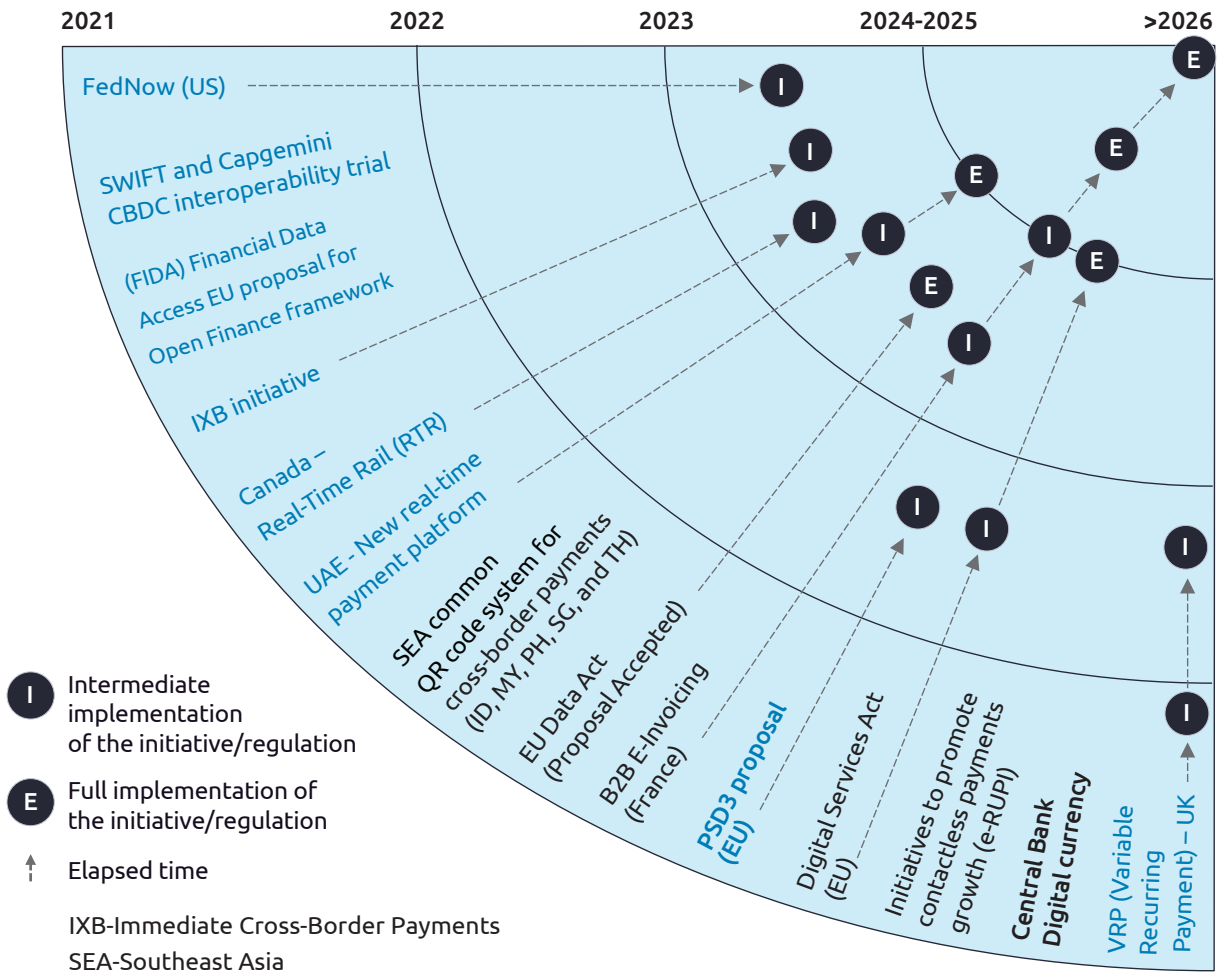 2021 2022 2023 2024-2025 >2026
FedNow (US)
I
E
SWIFT and Capgemini
CBDC interoperability trial
I
E
E
(FIDA) Financial Data
Access EU proposal for
Open Finance framework
I
I
I
E
E
I
IXB initiative
Canada –
Real-Time Rail (RTR)
UAE - New real-time
payment platform
SEA common
QR code system for
cross-border payments
(ID, MY, PH, SG, and TH)
EU Data Act
(Proposal Accepted)
B2B E-Invoicing
(France)
I
PSD3 proposal
(EU)
I
Digital Services Act
(EU)
Initiatives to promote
contactless payments
growth (e-RUPI)
Central Bank
Digital currency
I
I
VRP (Variable
Recurring
Payment) – UK
I
Intermediate
implementation
of the initiative/regulation
E
Full implementation of
the initiative/regulation
Elapsed time
IXB-Immediate Cross-Border Payments
SEA-Southeast Asia